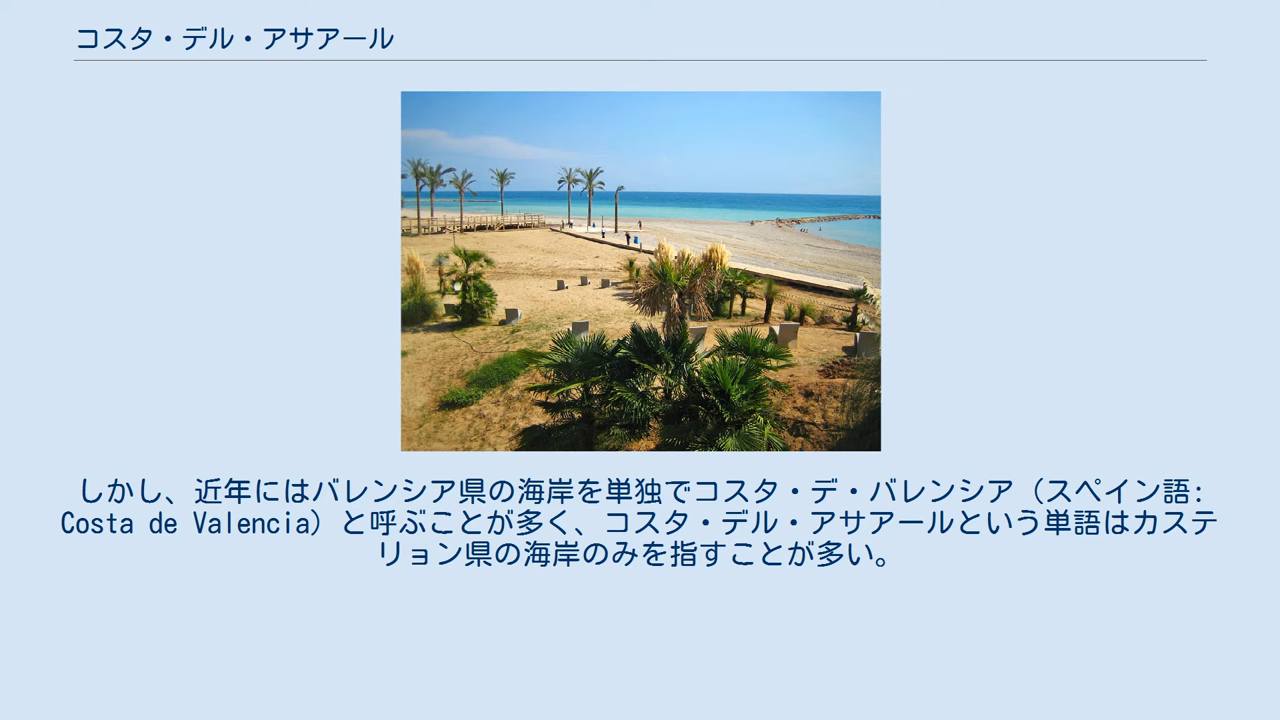 コスタ・デル・アサアール
しかし、近年にはバレンシア県の海岸を単独でコスタ・デ・バレンシア（スペイン語:
Costa de Valencia）と呼ぶことが多く、コスタ・デル・アサアールという単語はカステ
リョン県の海岸のみを指すことが多い。